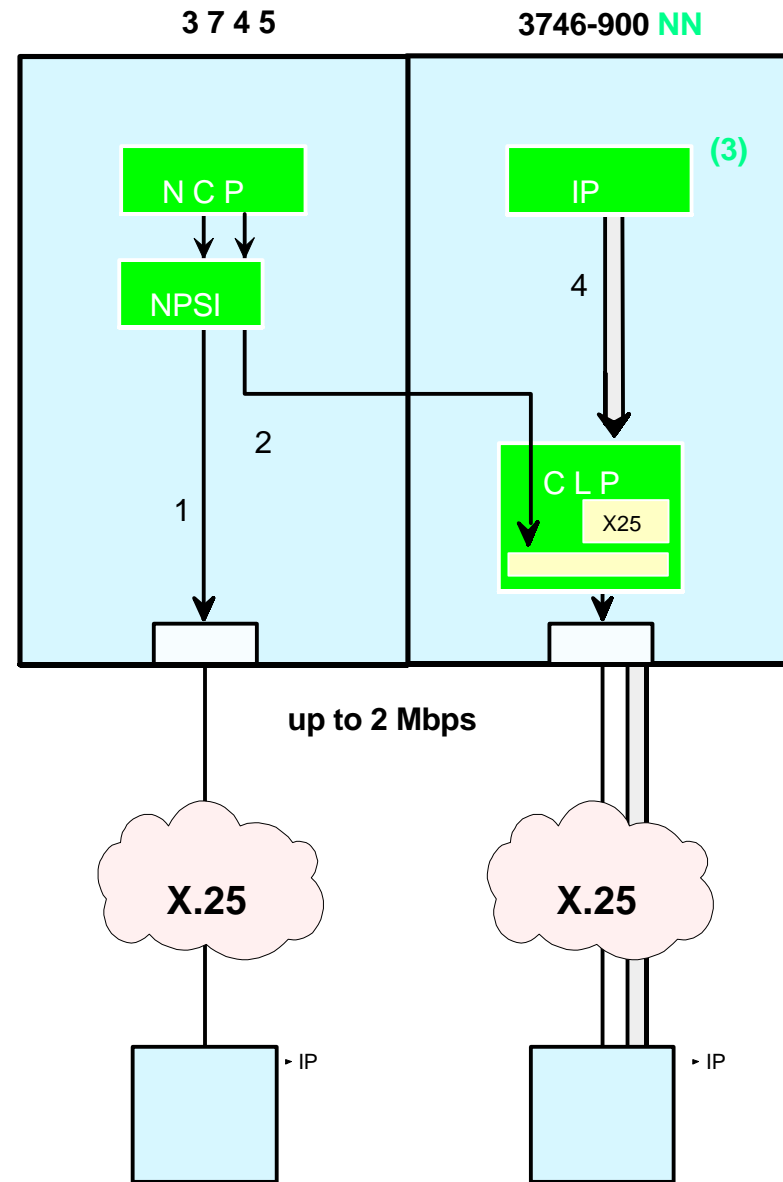 3 7 4 5
3746-900 NN
(3)
N C P
IP
NPSI
4
2
C L P
1
X25
up to 2 Mbps
X.25
X.25
IP
IP